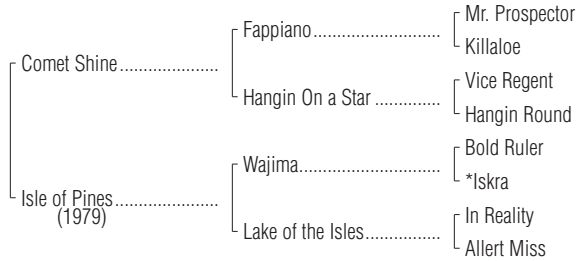 Mr. Prospector
Fappiano
Killaloe
Comet Shine
Vice Regent
Hangin On a Star
Hangin Round
Bold Ruler
Wajima
*Iskra
Isle of Pines
(1979)
In Reality
Lake of the Isles
Allert Miss